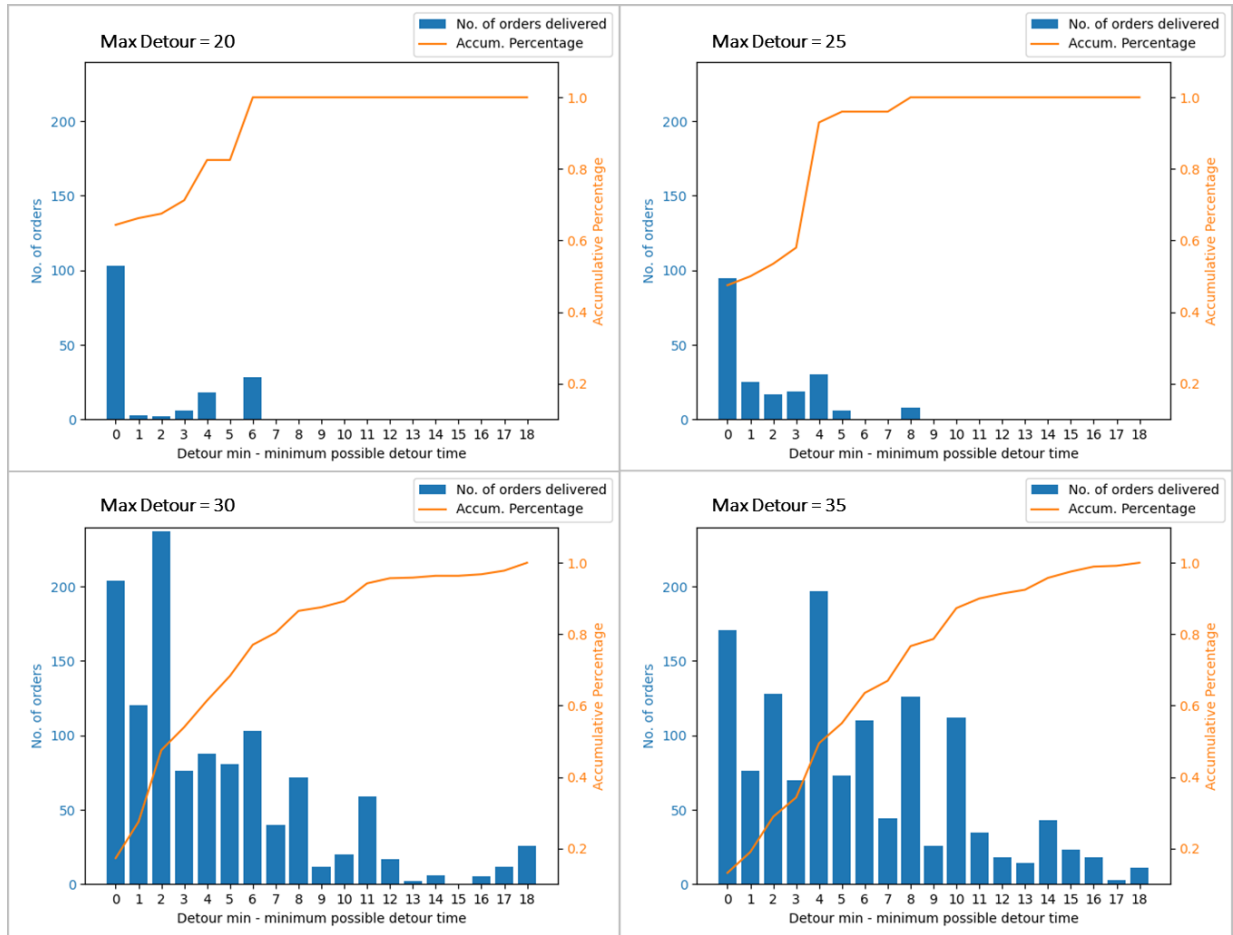 Max Detour = 20
No. of orders delivered
Accum. Percentage
200
150
100
50
0
No. of orders
1.0
0.8
0.6
0.4
0.2
Accumulative Percentage
0 1 2 3 4 5 6 7 8 9 10 11 12 13 14 15 16 17 18
Detour min - minimum possible detour time
Max Detour = 25
No. of orders delivered
Accum. Percentage
200
150
100
50
0
No. of orders
1.0
0.8
0.6
0.4
0.2
Accumulative Percentage
0 1 2 3 4 5 6 7 8 9 10 11 12 13 14 15 16 17 18
Detour min - minimum possible detour time
Max Detour = 30
No. of orders delivered
Accum. Percentage
200
150
100
50
0
No. of orders
1.0
0.8
0.6
0.4
0.2
Accumulative Percentage
0 1 2 3 4 5 6 7 8 9 10 11 12 13 14 15 16 17 18
Detour min - minimum possible detour time
Max Detour = 35
No. of orders delivered
Accum. Percentage
200
150
100
50
0
No. of orders
1.0
0.8
0.6
0.4
0.2
Accumulative Percentage
0 1 2 3 4 5 6 7 8 9 10 11 12 13 14 15 16 17 18
Detour min - minimum possible detour time